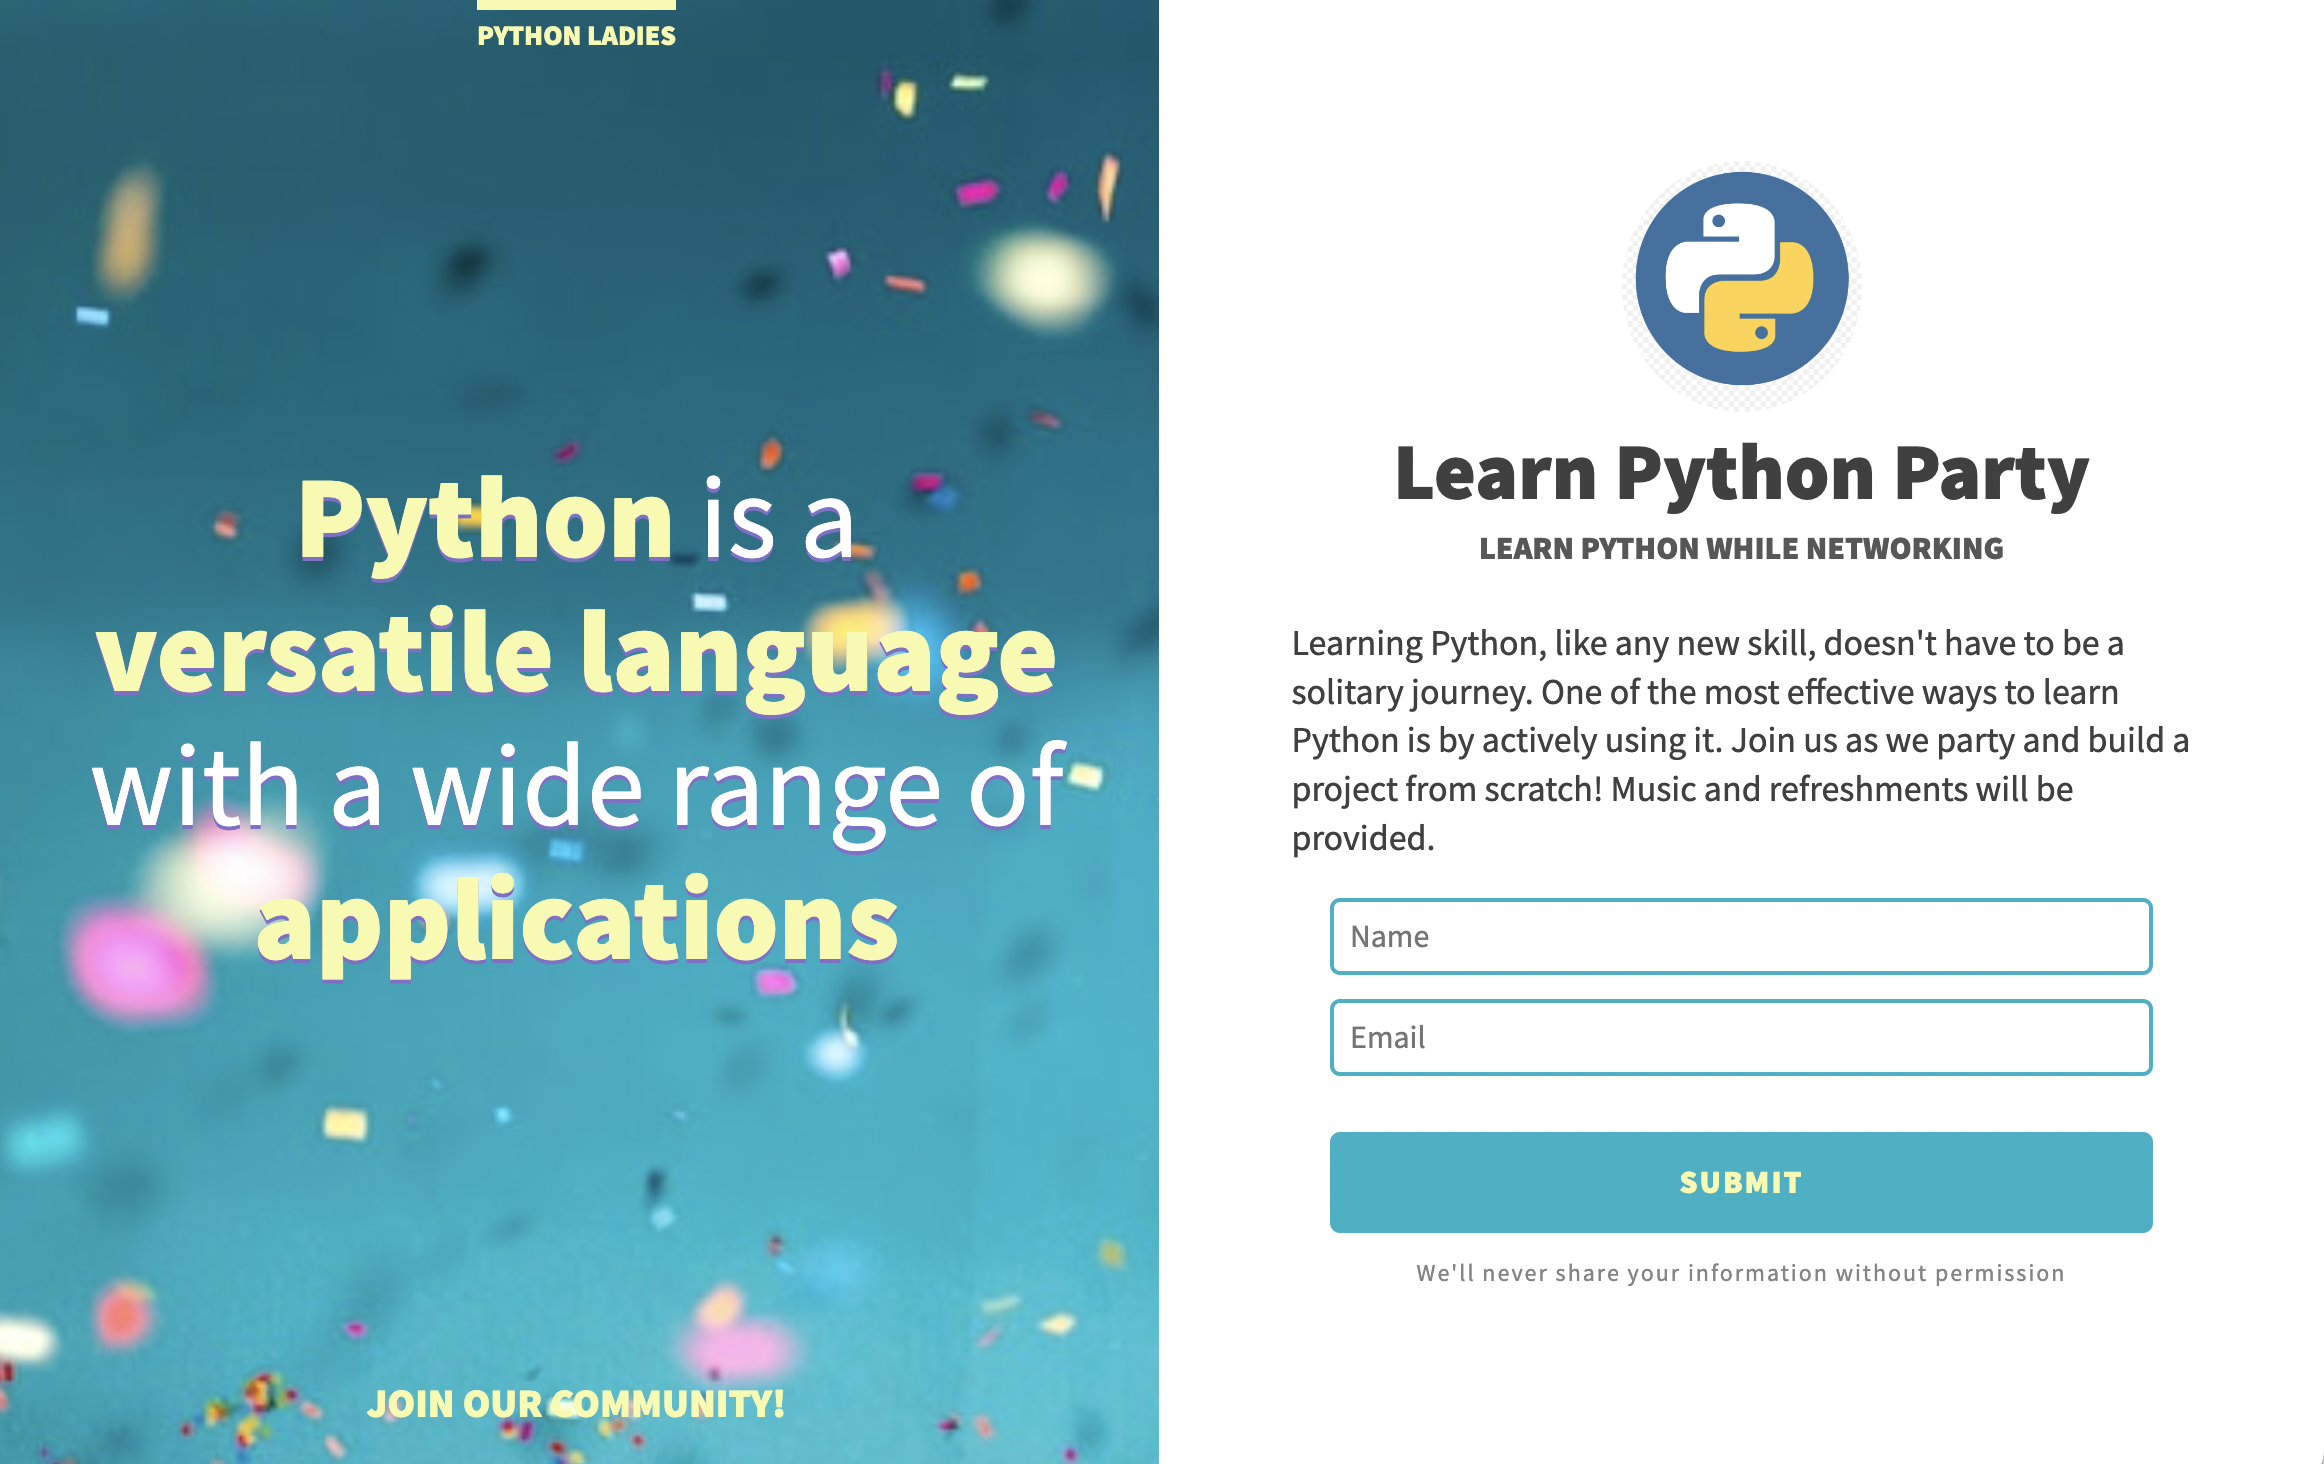 PYTHON LADIES
Python is a
versatile language
with a wide range of
applications
JOIN OUR COMMUNITY!
Learn Python Party
LEARN PYTHON WHILE NETWORKING
Learning Python, like any new skill, doesn't have to be a
solitary journey. One of the most effective ways to learn
Python is by actively using it. Join us as we party and build a
project from scratch! Music and refreshments will be
provided.
Name
Email
SUBMIT
We'll never share your information without permission